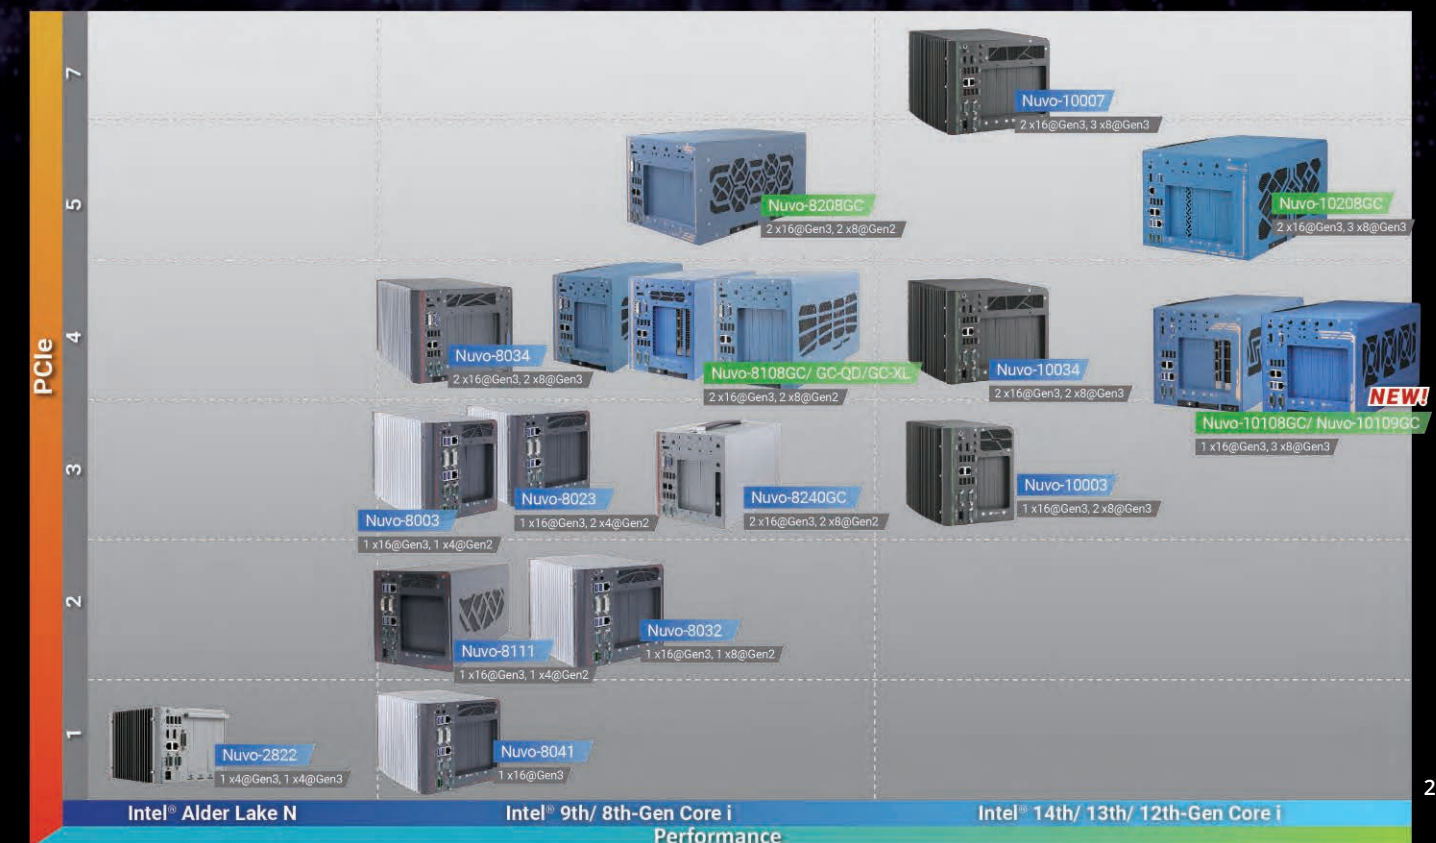 7
Nuvo-10007
2 x16@Gen3, 3 x8@Gen3
5
Nuvo-8208GC
2 x16@Gen3, 2 x8@Gen2
Nuvo-10208GC
2 x16@Gen3, 3 x8@Gen3
PCIe
4
Nuvo-8034
2 x16@Gen3, 2 x8@Gen3
Nuvo-8108GC/ GC-QD/GC-XL
2 x16@Gen3, 2 x8@Gen2
Nuvo-10034
2 x16@Gen3, 2 x8@Gen3
NEW!
Nuvo-10108GC/ Nuvo-10109GC
1 x16@Gen3, 3 x8@Gen3
3
Nuvo-8003
1 x16@Gen3, 1 x4@Gen2
Nuvo-8023
1 x16@Gen3, 2 x4@Gen2
Nuvo-8240GC
2 x16@Gen3, 2 x8@Gen2
Nuvo-10003
1 x16@Gen3, 2 x8@Gen3
2
Nuvo-8111
1 x16@Gen3, 1 x4@Gen2
Nuvo-8032
1 x16@Gen3, 1 x8@Gen2
1
Nuvo-2822
1 x4@Gen3, 1 x4@Gen3
Nuvo-8041
1 x16@Gen3
2
Intel® Alder Lake N
Intel® 9th/ 8th-Gen Core i
Intel® 14th/ 13th/ 12th-Gen Core i
Performance